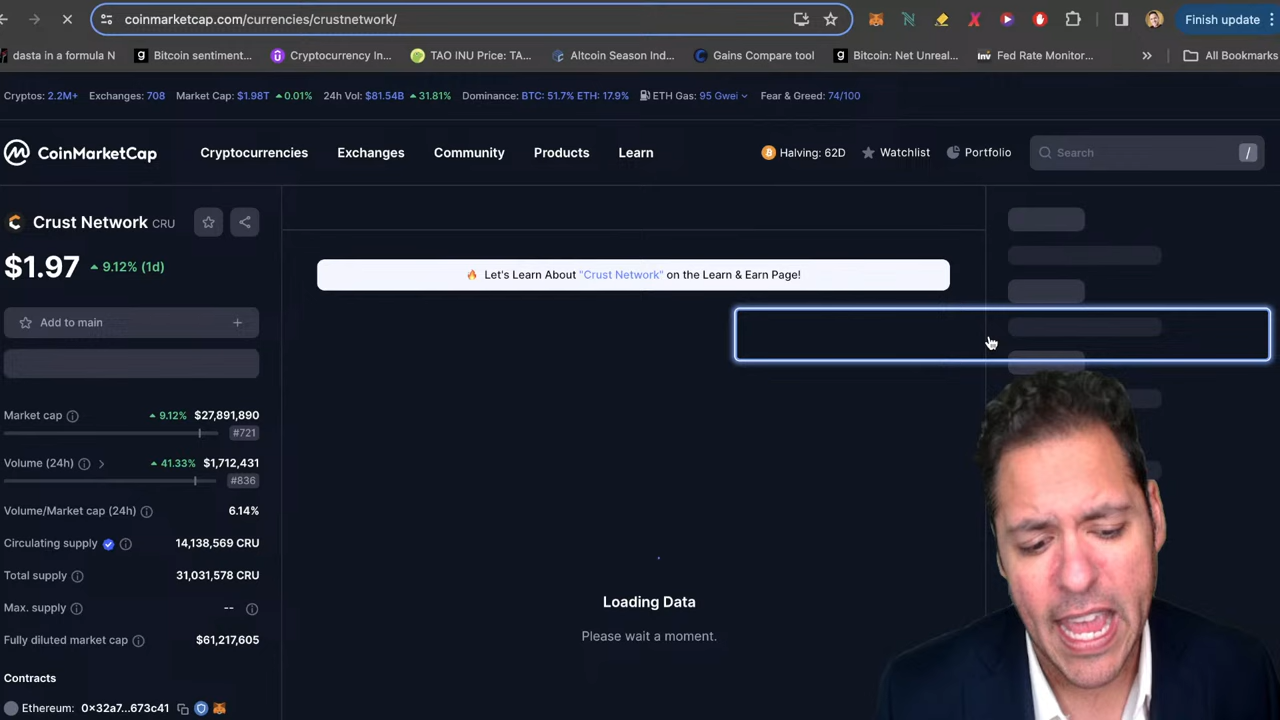 coinmarketcap.com/currencies/crustnetwork/
Finish update
dasta in a formula N
Bitcoin sentiment...
Cryptocurrency In...
TAO INU Price: TA...
Altcoin Season Ind...
Gains Compare tool
Bitcoin: Net Unreal...
Inv Fed Rate Monitor...
»
All Bookmarks
Cryptos: 2.2M+ Exchanges: 708 Market Cap: $1.98T 0.01% 24h Vol: $81.54B 31.81% Dominance: BTC: 51.7% ETH: 17.9% ETH Gas: 95 Gwei Fear & Greed: 74/100
CoinMarketCap
Cryptocurrencies
Exchanges
Community
Products
Learn
Halving: 62D
Watchlist
Portfolio
Search /
Crust Network CRU
$1.97 9.12% (1d)
Add to main +
Market cap 9.12% $27,891,890
#721
Volume (24h) 41.33% $1,712,431
#836
Volume/Market cap (24h) 6.14%
Circulating supply 14,138,569 CRU
Total supply 31,031,578 CRU
Max. supply --
Fully diluted market cap $61,217,605
Contracts
Ethereum: 0x32a7...673c41
Let's Learn About "Crust Network" on the Learn & Earn Page!
Loading Data
Please wait a moment.